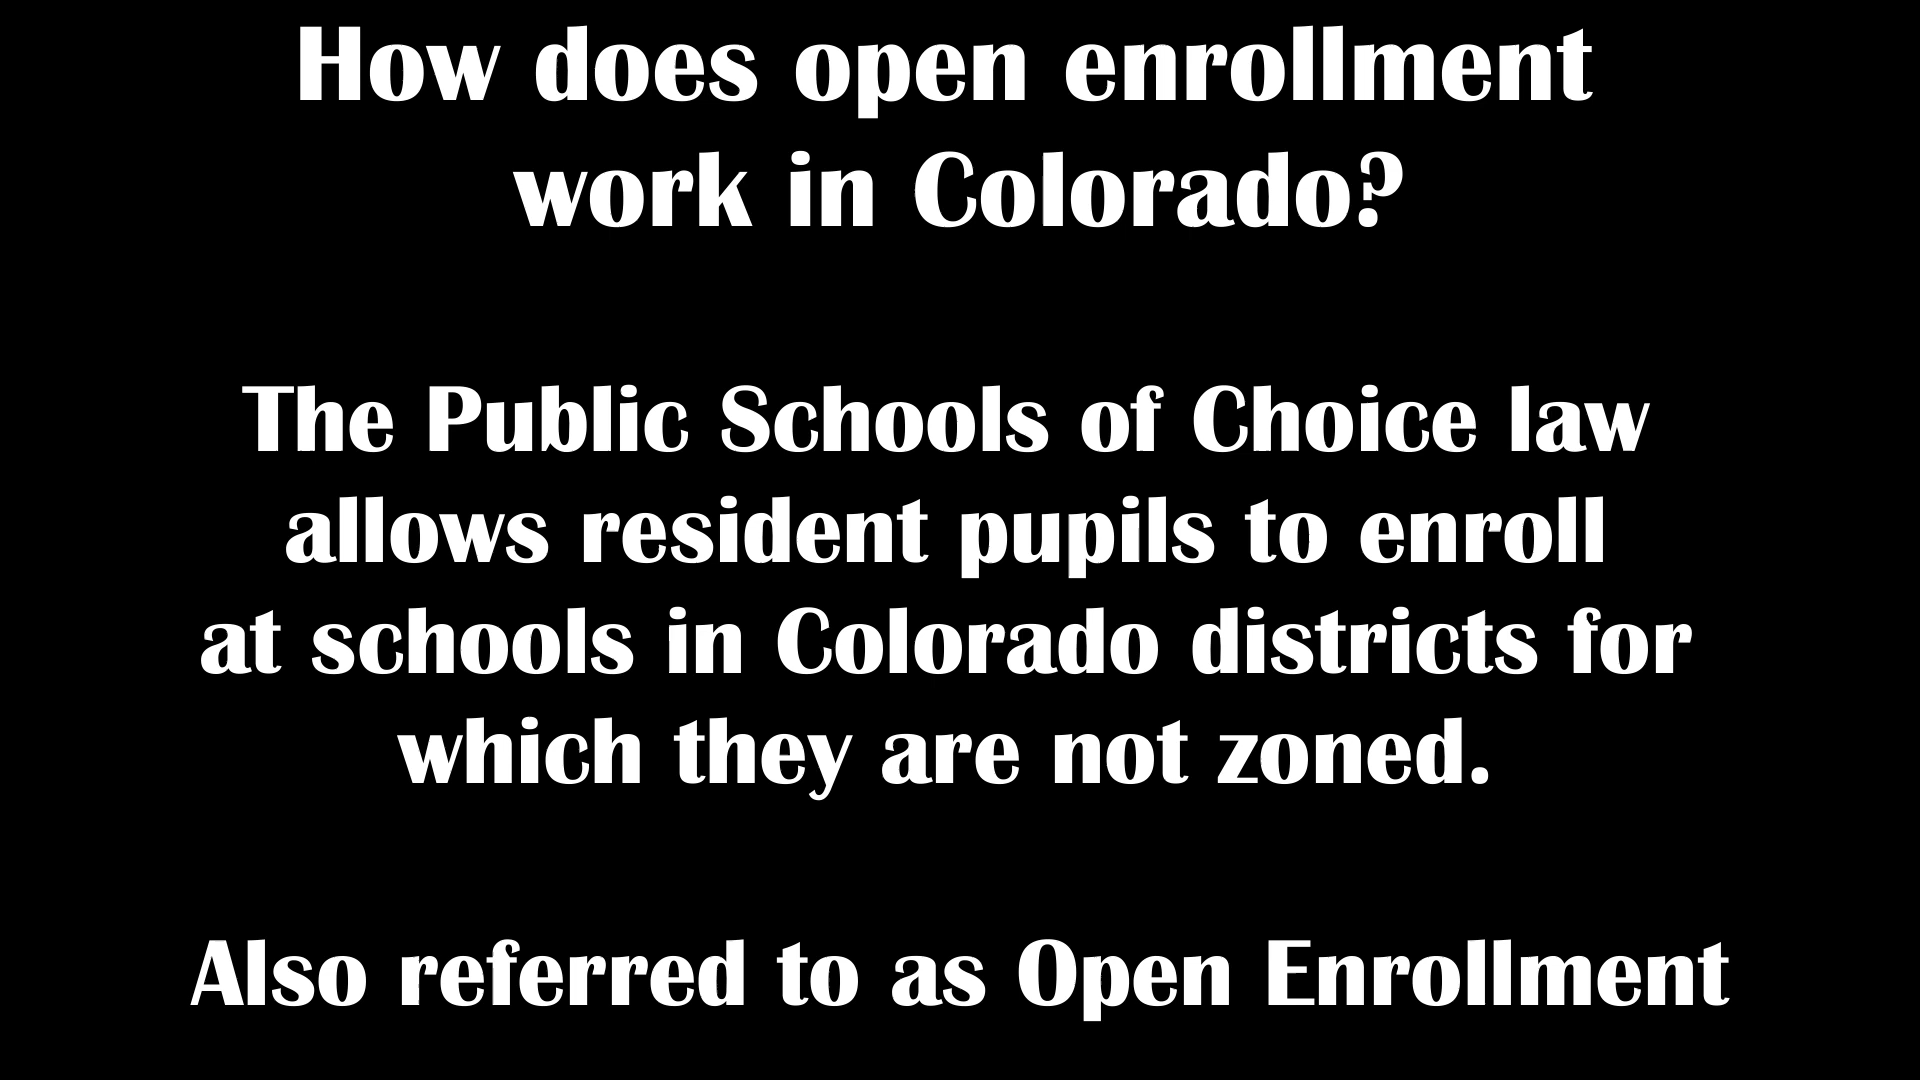 How does open enrollment
work in Colorado?
The Public Schools of Choice law
allows resident pupils to enroll
at schools in Colorado districts for
which they are not zoned.
Also referred to as Open Enrollment